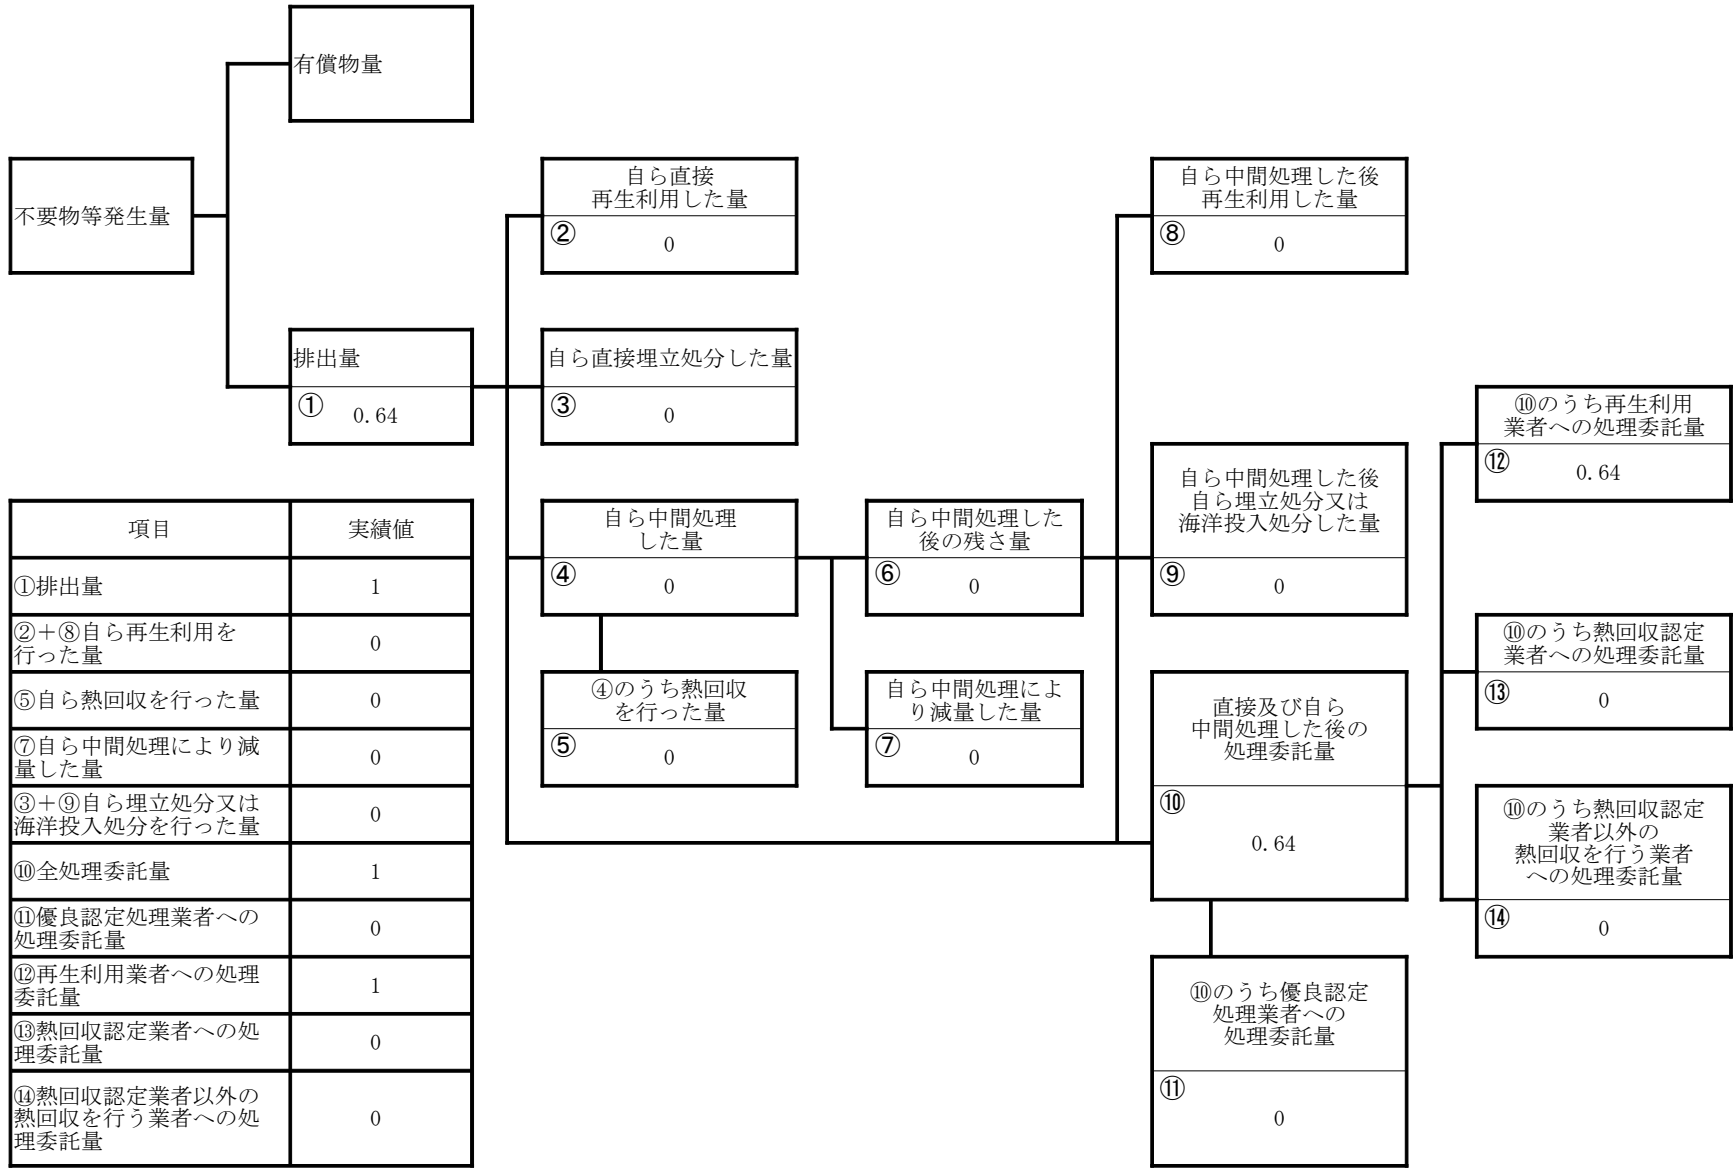 有償物量
不要物等発生量
自ら直接
再生利用した量
②
0
自ら中間処理した後
再生利用した量
⑧
0
排出量
①
0.64
自ら直接埋立処分した量
③
0
⑩のうち再生利用
業者への処理委託量
⑫
0.64
自ら中間処理
した量
④
0
自ら中間処理した
後の残さ量
⑥
0
自ら中間処理した後
自ら埋立処分又は
海洋投入処分した量
⑨
0
⑩のうち熱回収認定
業者への処理委託量
⑬
0
④のうち熱回収
を行った量
⑤
0
自ら中間処理によ
り減量した量
⑦
0
直接及び自ら
中間処理した後の
処理委託量
⑩
0.64
⑩のうち熱回収認定
業者以外の
熱回収を行う業者
への処理委託量
⑭
0
⑩のうち優良認定
処理業者への
処理委託量
⑪
0
項目 実績値
①排出量 1
②+⑧自ら再生利用を
行った量
0
⑤自ら熱回収を行った量 0
⑦自ら中間処理により減
量した量
0
③+⑨自ら埋立処分又は
海洋投入処分を行った量
0
⑩全処理委託量 1
⑪優良認定処理業者への
処理委託量
0
⑫再生利用業者への処理
委託量
1
⑬熱回収認定業者への処
理委託量
0
⑭熱回収認定業者以外の
熱回収を行う業者への処
理委託量
0